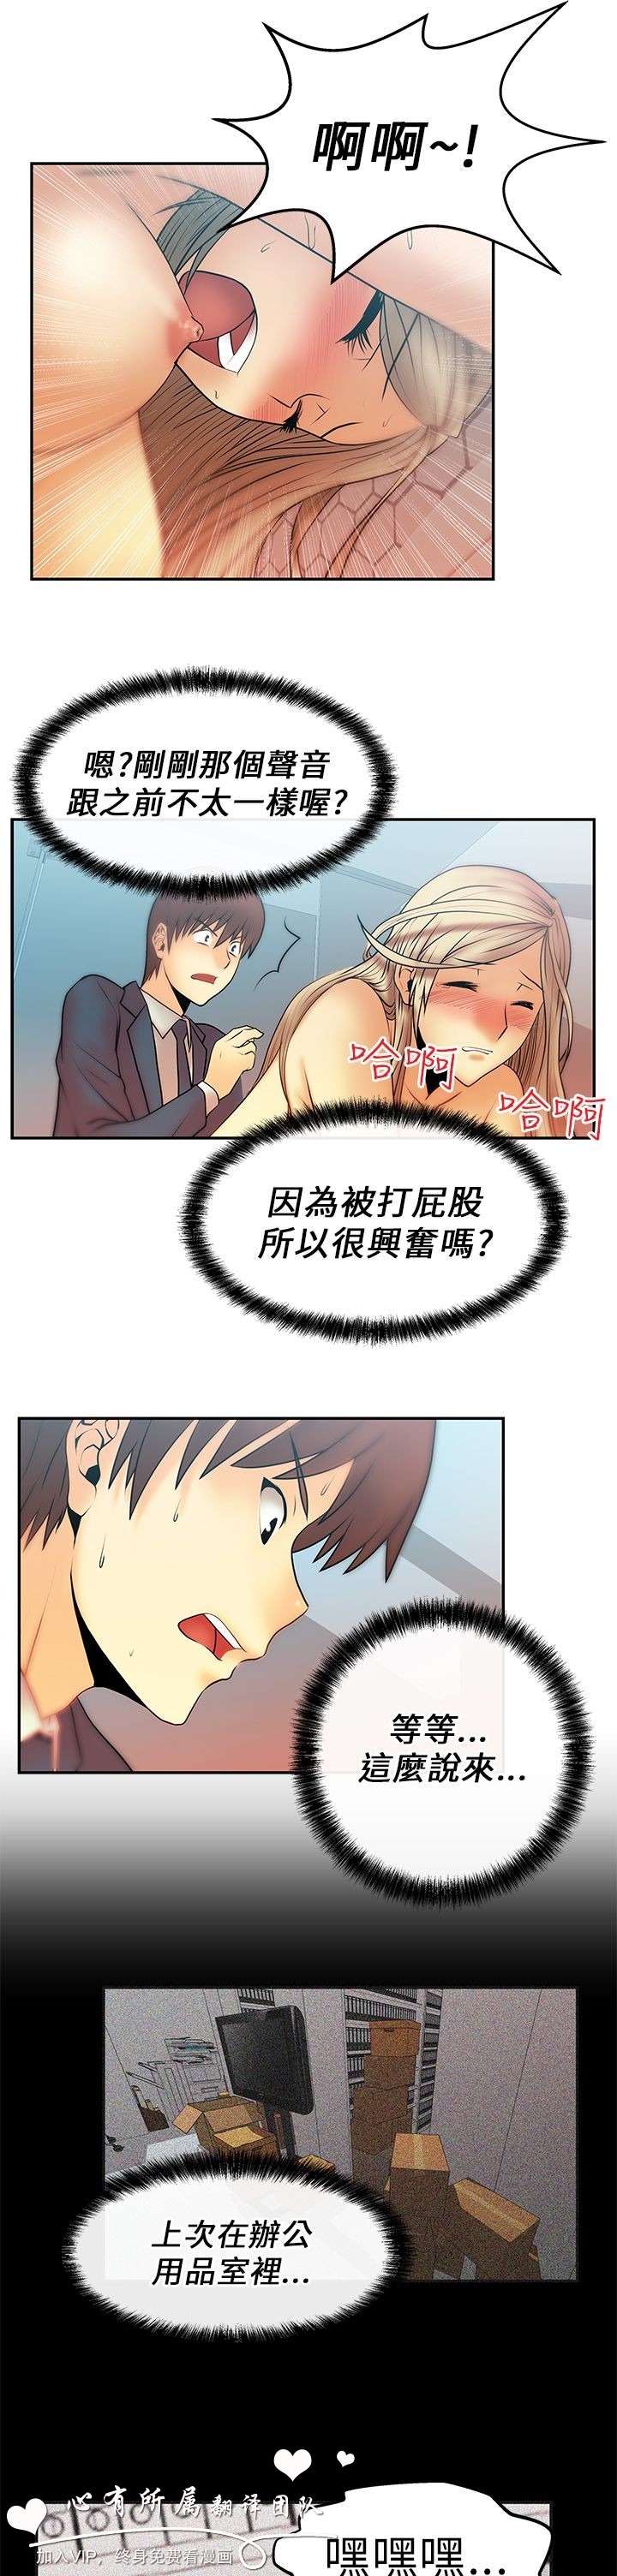 啊啊~!
嗯?剛剛那個聲音
跟之前不太一樣喔?
哈啊
哈啊
因為被打屁股
所以很興奮嗎?
等等...
這麼說來...
上次在辦公
用品室裡...
心有所属翻译团队
加入VIP，终身免费看漫画
嘿嘿嘿...